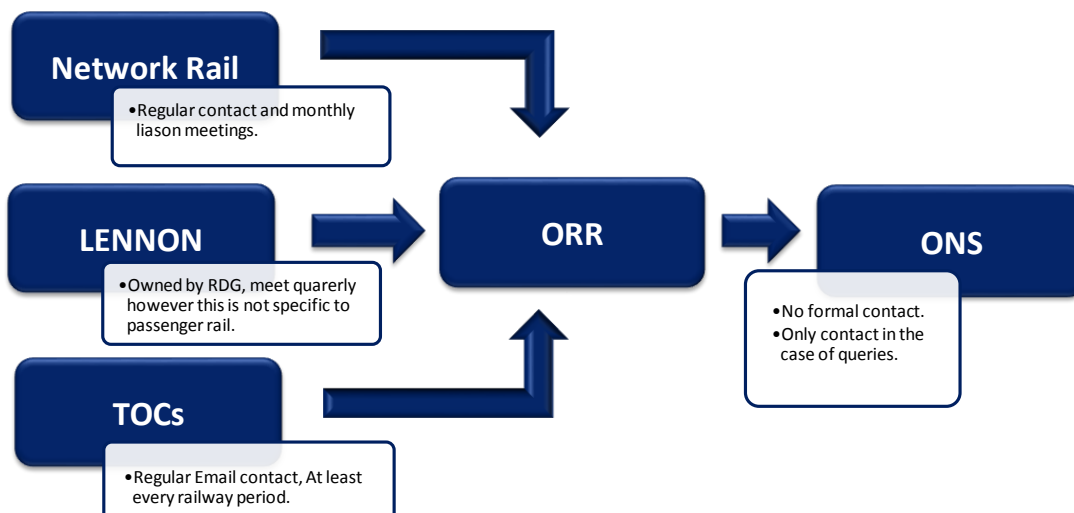 Network Rail
•Regular contact and monthly
liason meetings.
LENNON
•Owned by RDG, meet quarerly
however this is not specific to
passenger rail.
TOCs
•Regular Email contact, At least
every railway period.
ORR
ONS
•No formal contact.
•Only contact in the
case of queries.